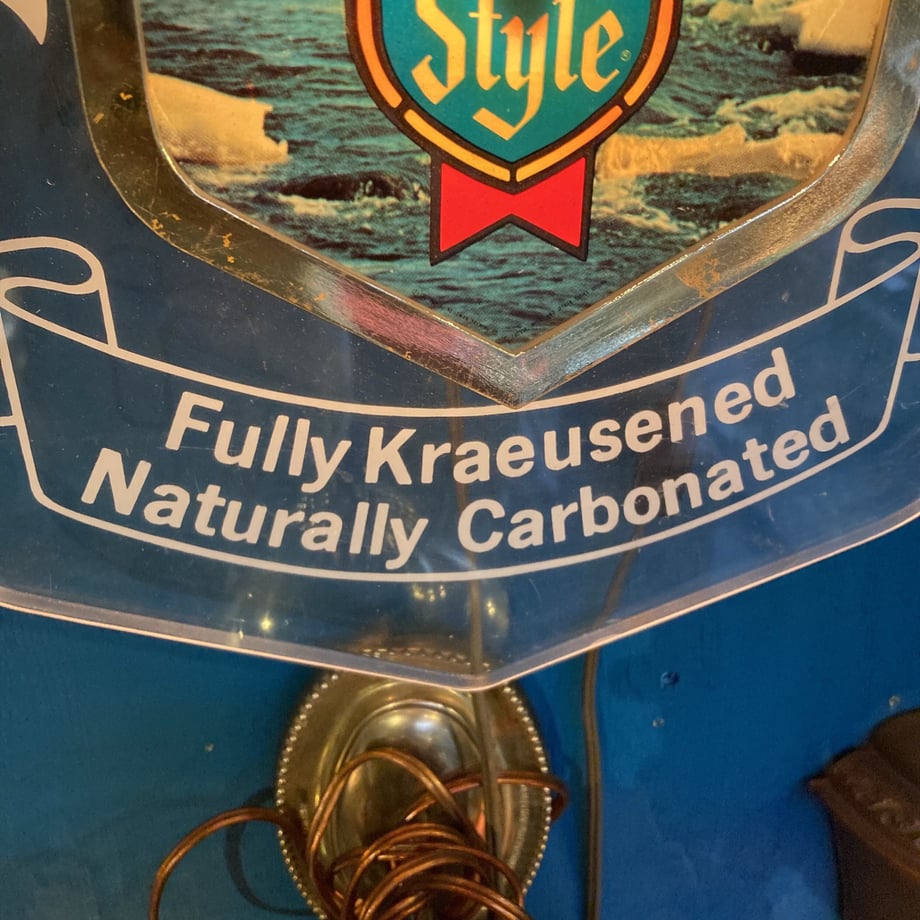 Style
Fully Kraeusened
Naturally Carbonated